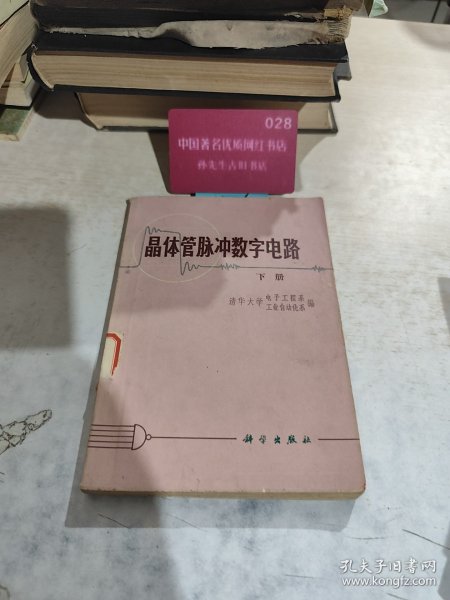 028
中国著名优质网红书店
孙先生古旧书店
晶体管脉冲数字电路
下册
清华大学 电子工程系 工业自动化系 编
科学出版社
孔夫子旧书网
www.kongfz.com